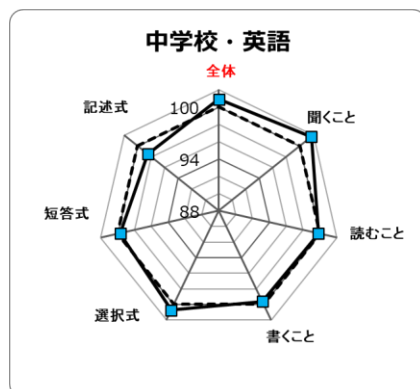 中学校・英語
全体
記述式
100
聞くこと
94
短答式
88
読むこと
選択式
書くこと